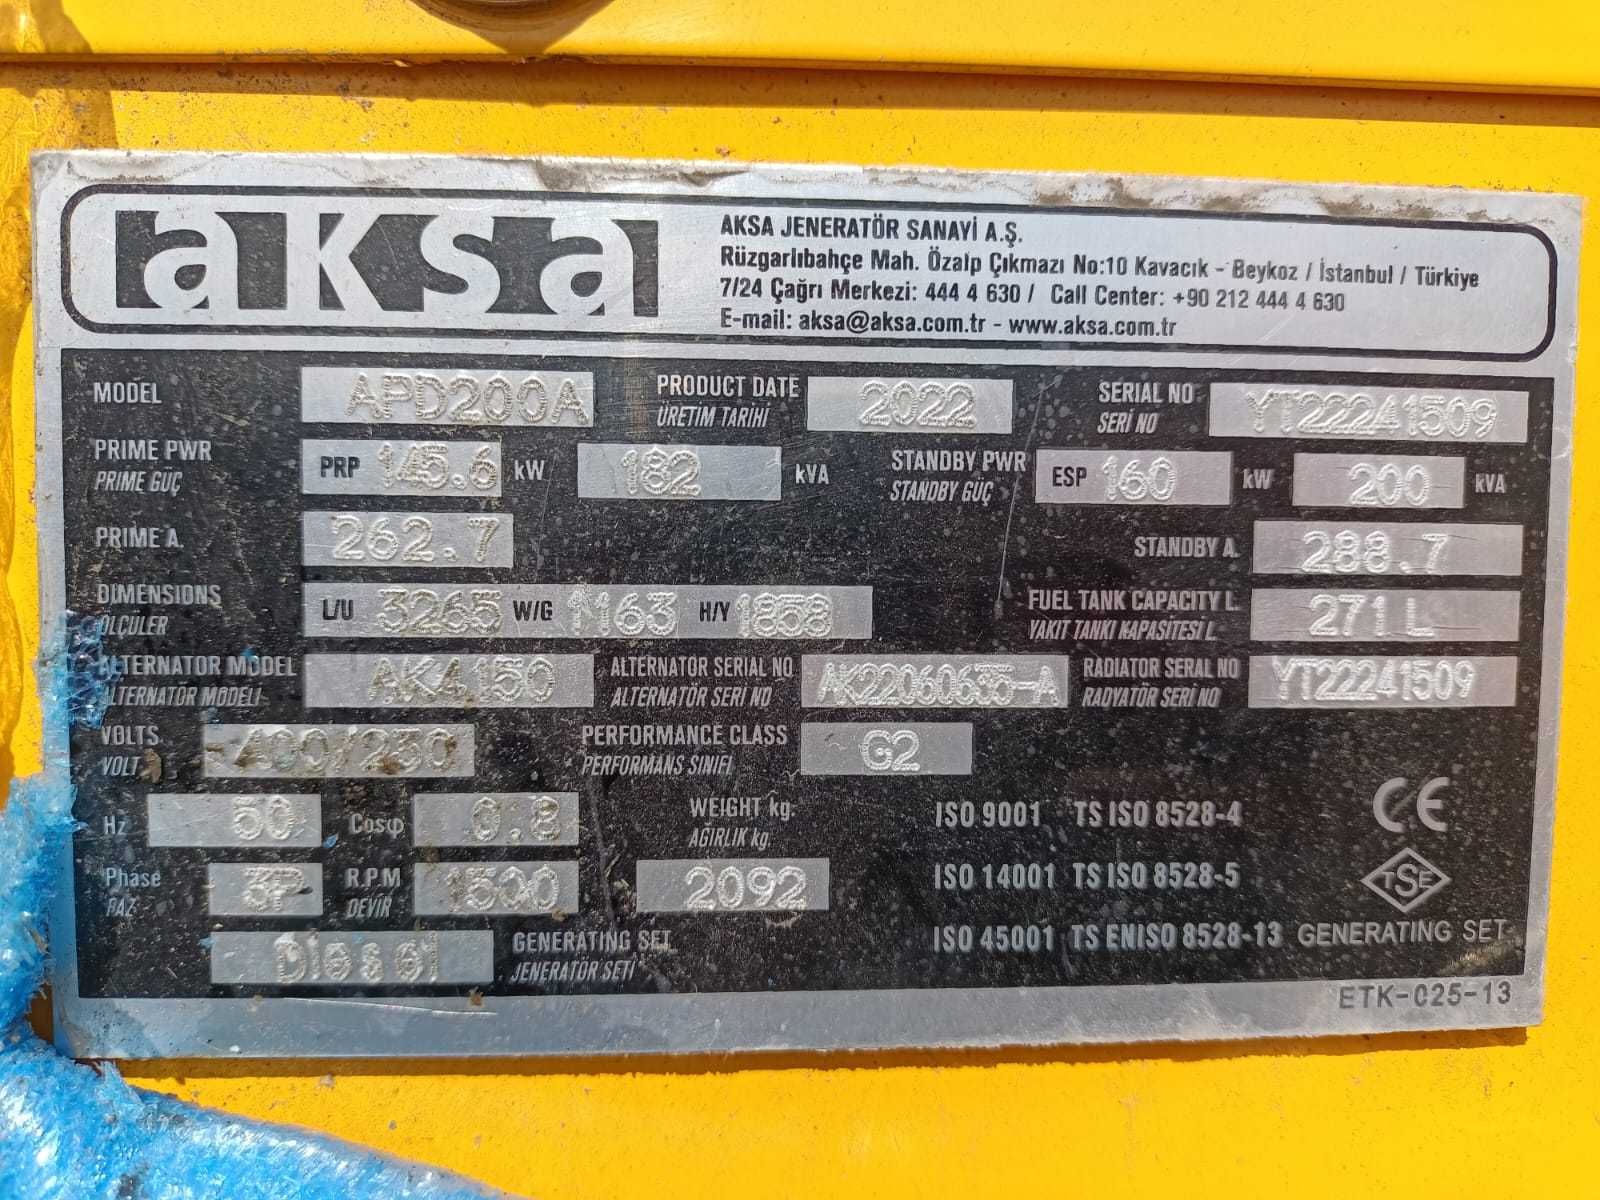 aksa
AKSA JENERATÖR SANAYİ A.Ş.
Rüzgarlıbahçe Mah. Özalp Çıkmazı No:10 Kavacık - Beykoz / İstanbul / Türkiye
7/24 Çağrı Merkezi: 444 4 630 / Call Center: +90 212 444 4 630
E-mail: aksa@aksa.com.tr - www.aksa.com.tr
MODEL APD200A PRODUCT DATE 2022 SERIAL NO YT22241509
ÜRETIM TARİHİ SERI NO
PRIME PWR PRP 145.6 kW 182 kVA STANDBY PWR ESP 160 kW 200 kVA
PRIME GÜÇ STANDBY GÜÇ
PRIME A. 262.7 STANDBY A. 288.7
DIMENSIONS L/U 3265 W/G 1163 H/Y 1858 FUEL TANK CAPACITY L. 271 L
ÖLÇÜLER YAKIT TANKI KAPASİTESİ L.
ALTERNATOR MODEL AK4150 ALTERNATOR SERIAL NO AK22060635-A RADIATOR SERAL NO YT22241509
ALTERNATÖR MODELİ ALTERNATÖR SERI NO RADYATÖR SERI NO
VOLTS 400/230 PERFORMANCE CLASS G2
VOLT PERFORMANS SINIFI
Hz 50 Cosφ 0.8 WEIGHT kg. ISO 9001 TS ISO 8528-4 CE
AĞIRLIK kg.
Phase 3P R.P.M 1500 2092 ISO 14001 TS ISO 8528-5 TSE
FAZ DEVİR
Diesel GENERATING SET ISO 45001 TS ENISO 8528-13 GENERATING SET
JENERATÖR SETİ
ETK-025-13